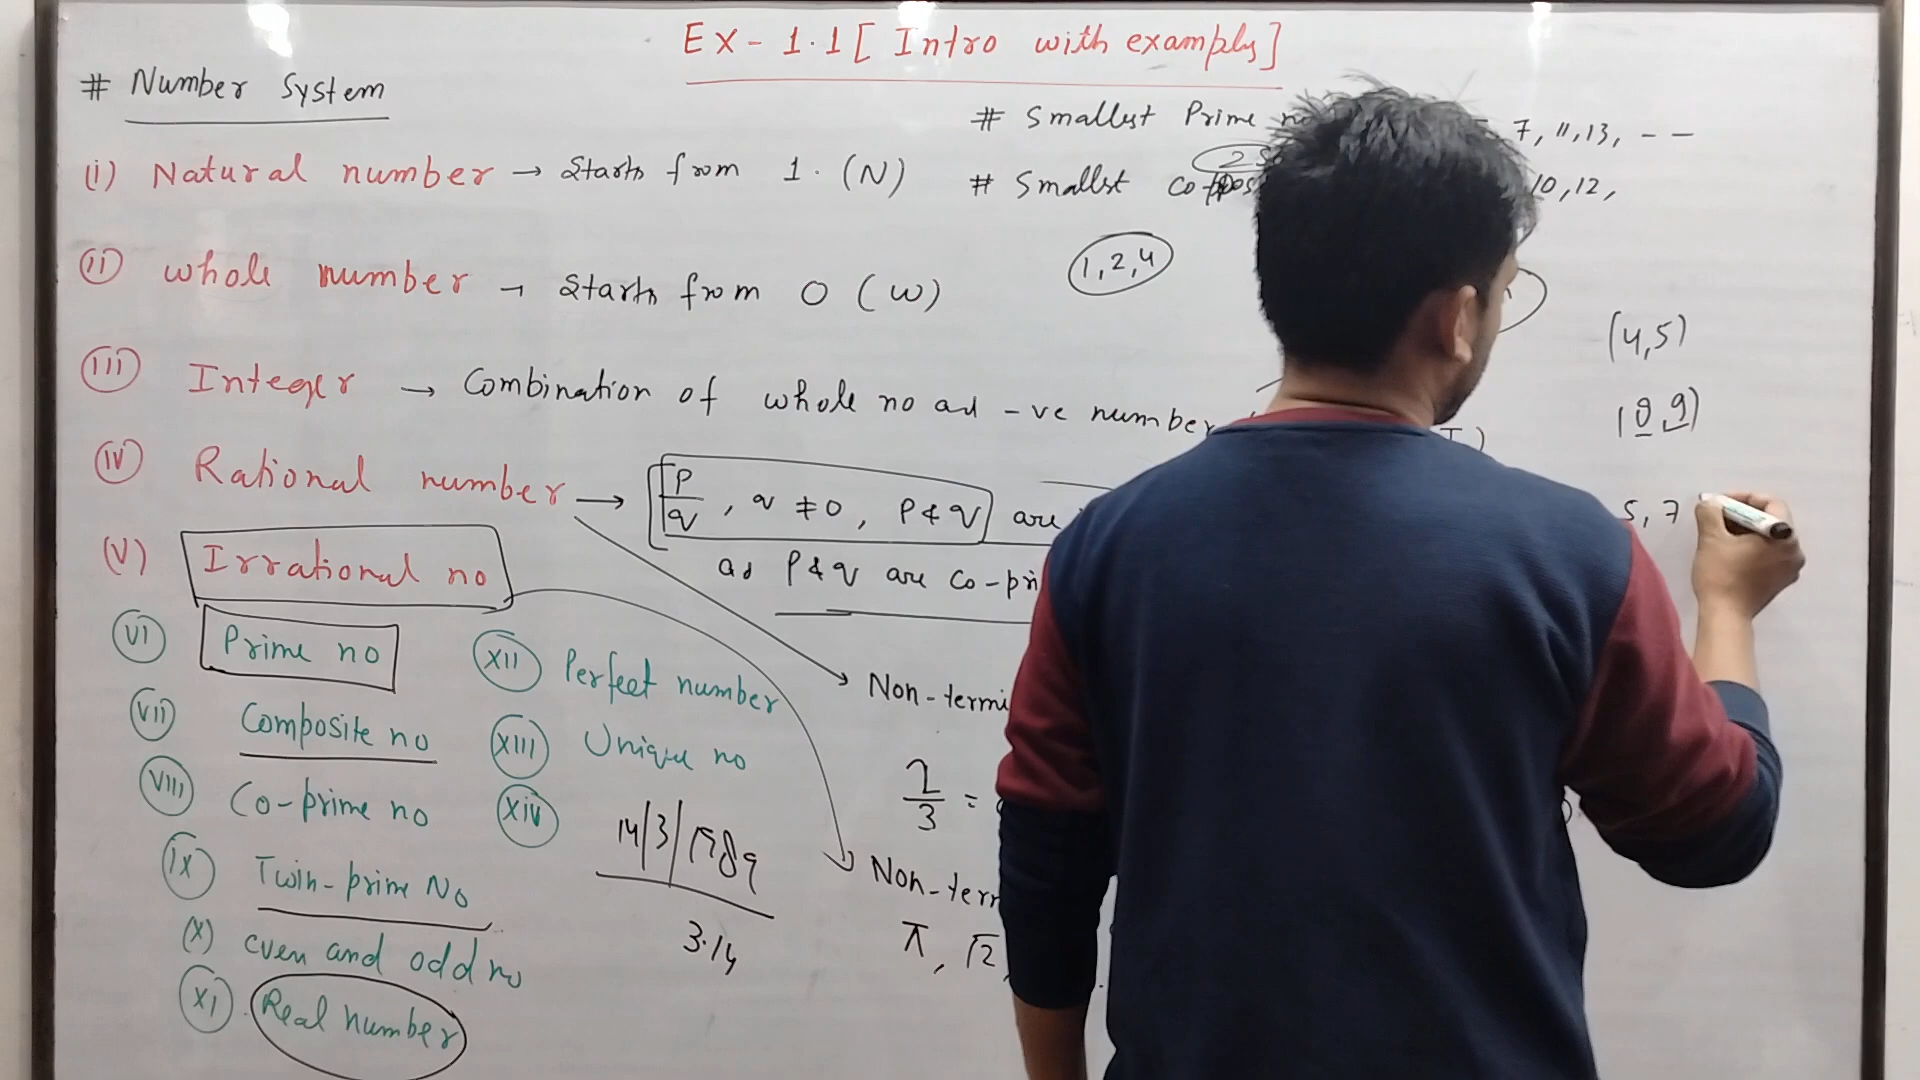 Ex - 1.1 [ Intro with examples ]
# Number System
# Smallest Prime no 7, 11, 13, - -
(i) Natural number → Starts from 1. (N)
# Smallest 10, 12,
(ii) whole number → Starts from 0 (W)
1, 2, 4
(4, 5)
(iii) Integer → Combination of whole no ad -ve number
(8, 9)
(iv) Rational number → P/q, q ≠ 0, P & q are
5, 7
ad P & q are co-pri
(v) Irrational no
(vi) Prime no
(vii) Composite no
(viii) Co-prime no
(ix) Twin-prime No
(x) even and odd no
(xi) Real number
(xii) Perfect number
(xiii) Unique no
(xiv)
14/3/1989
3.14
Non-termi
2/3 =
Non-term
π, √2,